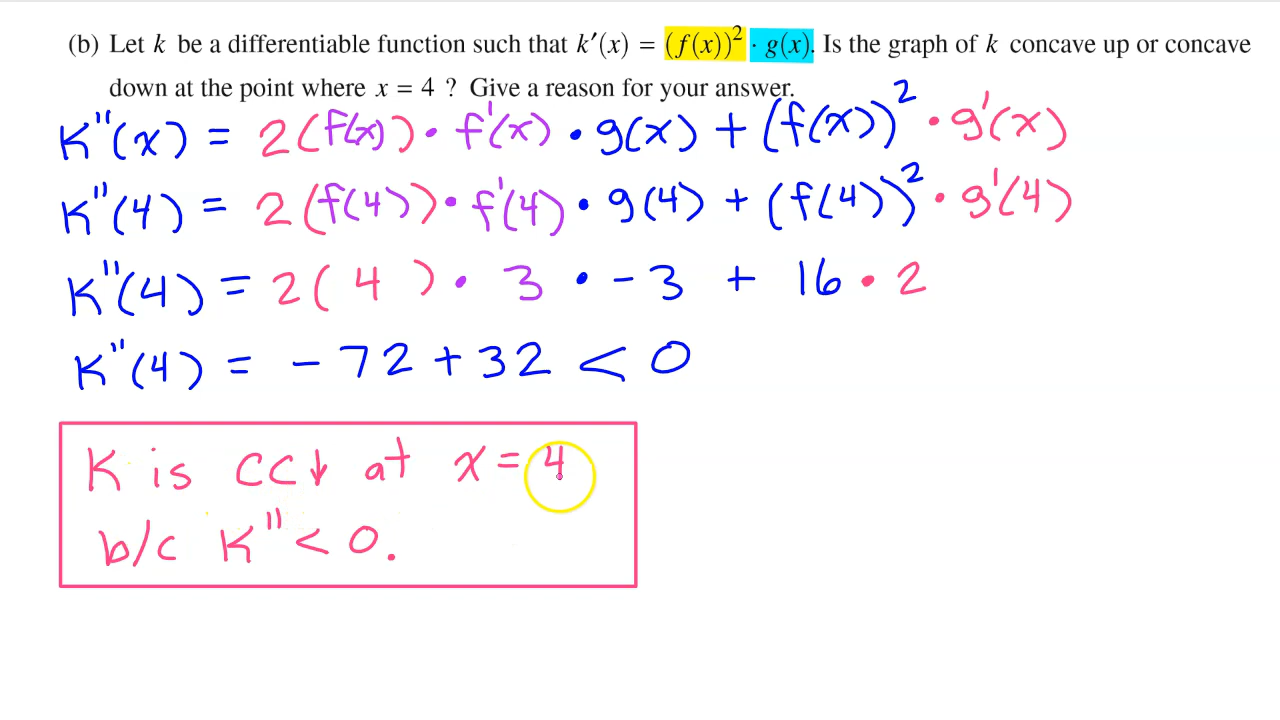 (b) Let k be a differentiable function such that k′(x) = (f(x))² · g(x). Is the graph of k concave up or concave
down at the point where x = 4 ? Give a reason for your answer.
K"(x) = 2(f(x)) • f'(x) • g(x) + (f(x))² • g'(x)
K"(4) = 2(f(4)) • f'(4) • g(4) + (f(4))² • g'(4)
K"(4) = 2( 4 ) • 3 • -3 + 16 • 2
K"(4) = -72 + 32 < 0
K is CC↓ at x = 4
b/c K" < 0.